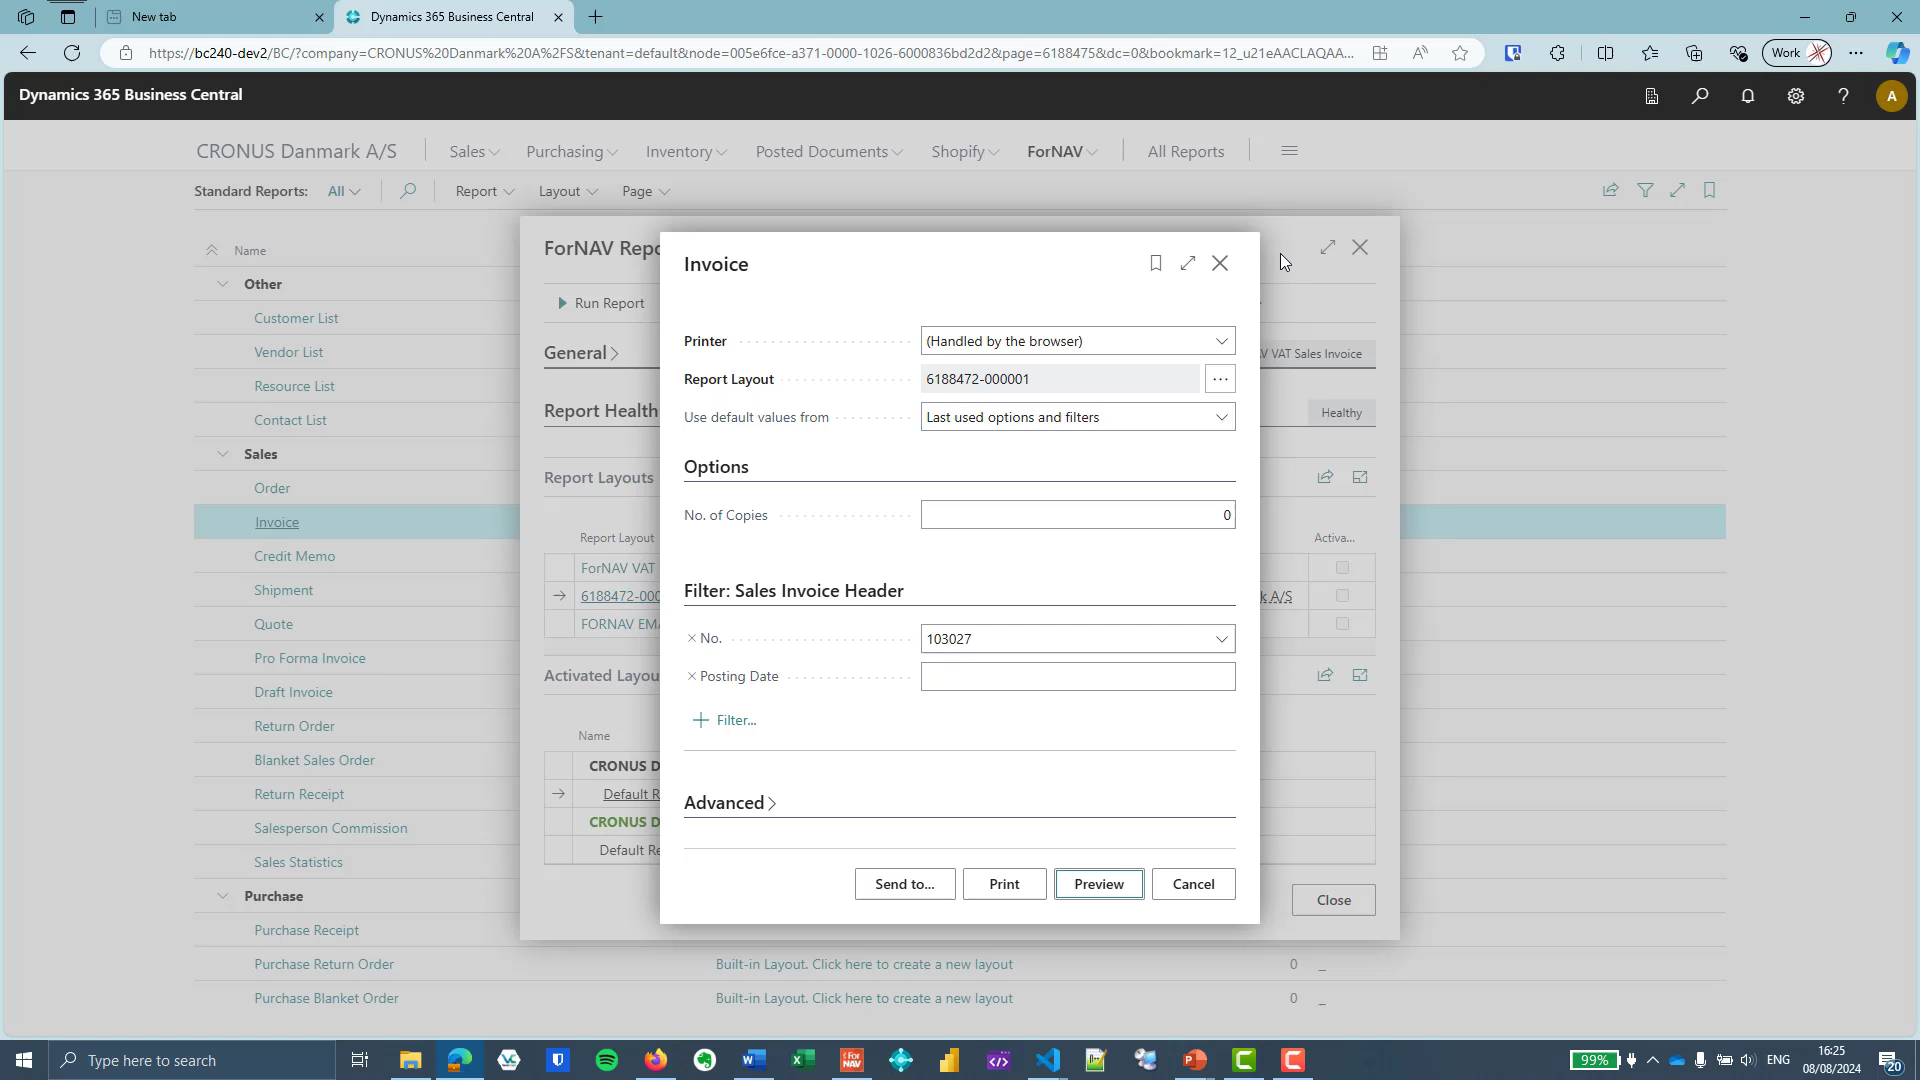 New tab
Dynamics 365 Business Central
https://bc240-dev2/BC/?company=CRONUS%20Danmark%20A%2FS&tenant=default&node=005e6fce-a371-0000-1026-6000836bd2d2&page=6188475&dc=0&bookmark=12_u21eAACLAQAA...
Work
Dynamics 365 Business Central
A
CRONUS Danmark A/S
Sales
Purchasing
Inventory
Posted Documents
Shopify
ForNAV
All Reports
Standard Reports: All
Report
Layout
Page
Name
Other
Customer List
Vendor List
Resource List
Contact List
Sales
Order
Invoice
Credit Memo
Shipment
Quote
Pro Forma Invoice
Draft Invoice
Return Order
Blanket Sales Order
Return Receipt
Salesperson Commission
Sales Statistics
Purchase
Purchase Receipt
Purchase Return Order Built-in Layout. Click here to create a new layout 0 _
Purchase Blanket Order Built-in Layout. Click here to create a new layout 0 _
ForNAV Repo
Run Report
General
VAT Sales Invoice
Report Health
Healthy
Report Layouts
Report Layout
Activa...
ForNAV VAT
6188472-000
k A/S
FORNAV EMA
Activated Layou
Name
CRONUS D
Default R
CRONUS D
Default Re
Close
Invoice
Printer (Handled by the browser)
Report Layout 6188472-000001 ...
Use default values from Last used options and filters
Options
No. of Copies 0
Filter: Sales Invoice Header
No. 103027
Posting Date
Filter...
Advanced
Send to...
Print
Preview
Cancel
Type here to search
99%
ENG
16:25
08/08/2024
20